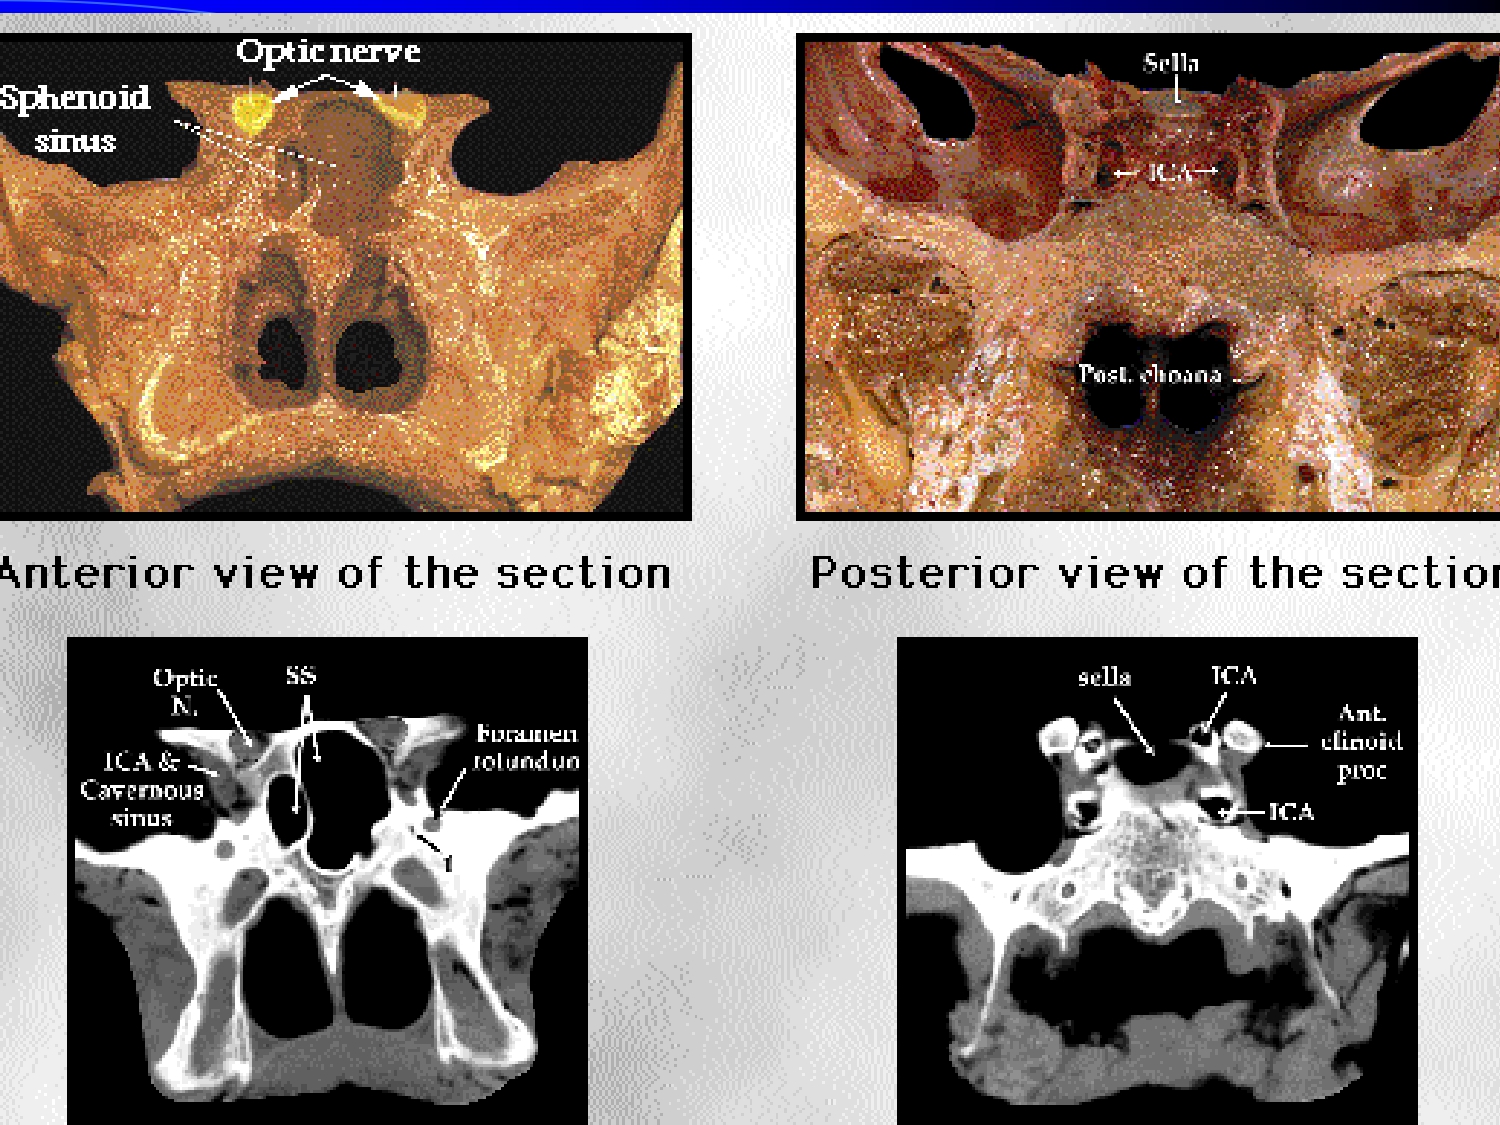 Optic nerve
Sphenoid
sinus
Sella
ICA
Post. choana
Anterior view of the section
Posterior view of the section
Optic
N.
SS
Foramen
rotundun
ICA &
Cavernous
sinus
sella
ICA
Ant.
clinoid
proc
ICA